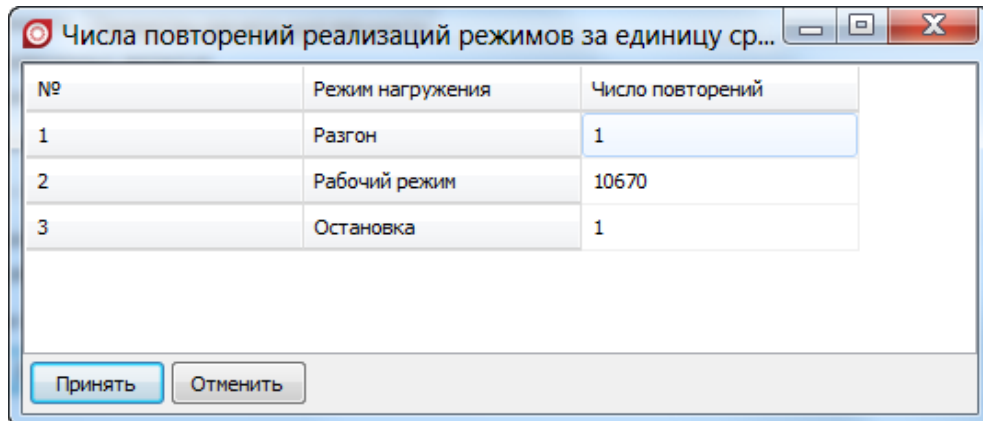 Числа повторений реализаций режимов за единицу ср...
№ Режим нагружения Число повторений
1 Разгон 1
2 Рабочий режим 10670
3 Остановка 1
Принять Отменить